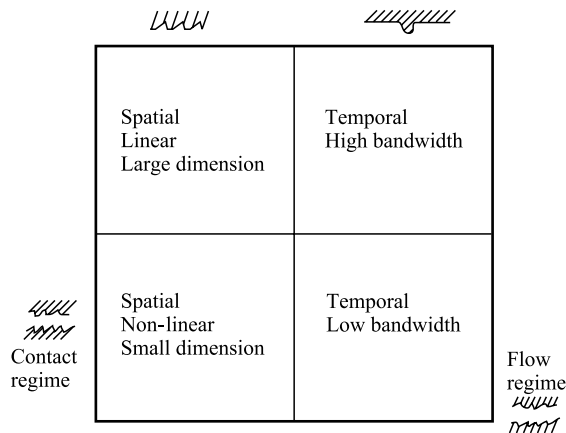 Spatial
Linear
Large dimension
Temporal
High bandwidth
Spatial
Non-linear
Small dimension
Temporal
Low bandwidth
Contact
regime
Flow
regime